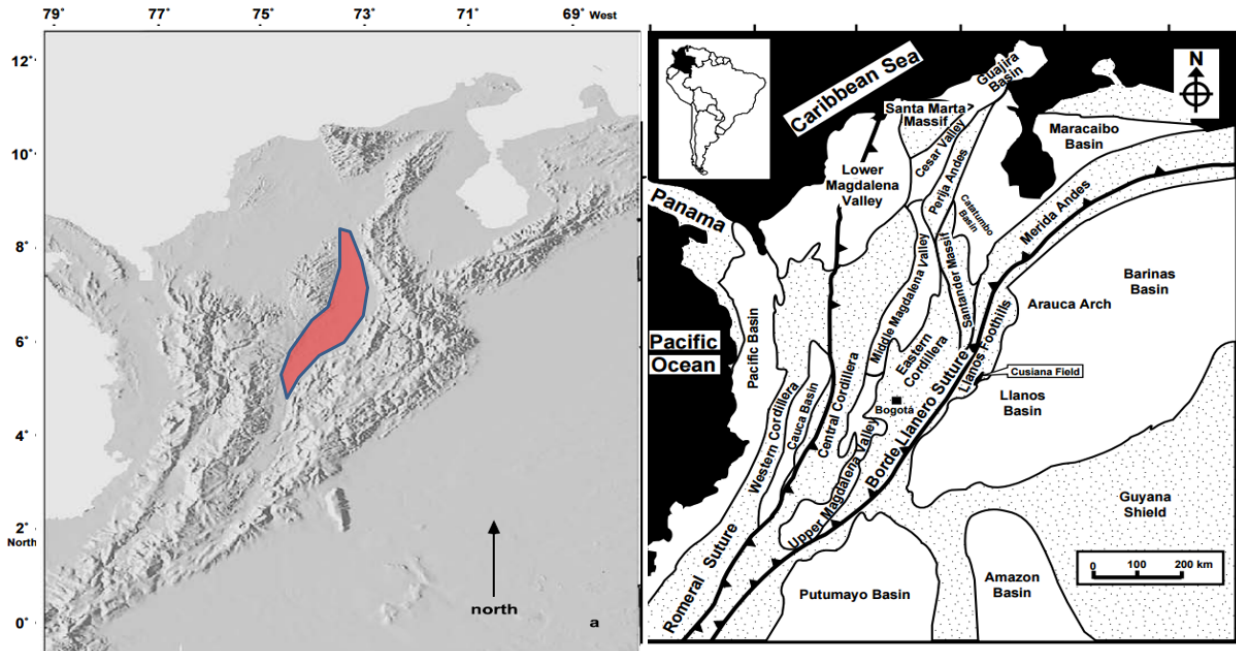 79° 77° 75° 73° 71° 69° West
12°
10°
8°
6°
4°
2°
North
0°
north
a
Caribbean Sea
Guajira
Basin
N
Santa Marta
Massif
Cesar Valley
Maracaibo
Basin
Lower
Magdalena
Valley
Perija Andes
Catatumbo
Basin
Panama
Merida Andes
Middle Magdalena Valley
Santander Massif
Barinas
Basin
Arauca Arch
Pacific
Ocean
Pacific Basin
Eastern
Cordillera
Llanos Foothills
Cusiana Field
Llanos
Basin
Western Cordillera
Cauca Basin
Central Cordillera
Bogotá
Borde Llanero Suture
Upper Magdalena Valley
Guyana
Shield
Romeral Suture
Putumayo Basin
Amazon
Basin
0 100 200 km